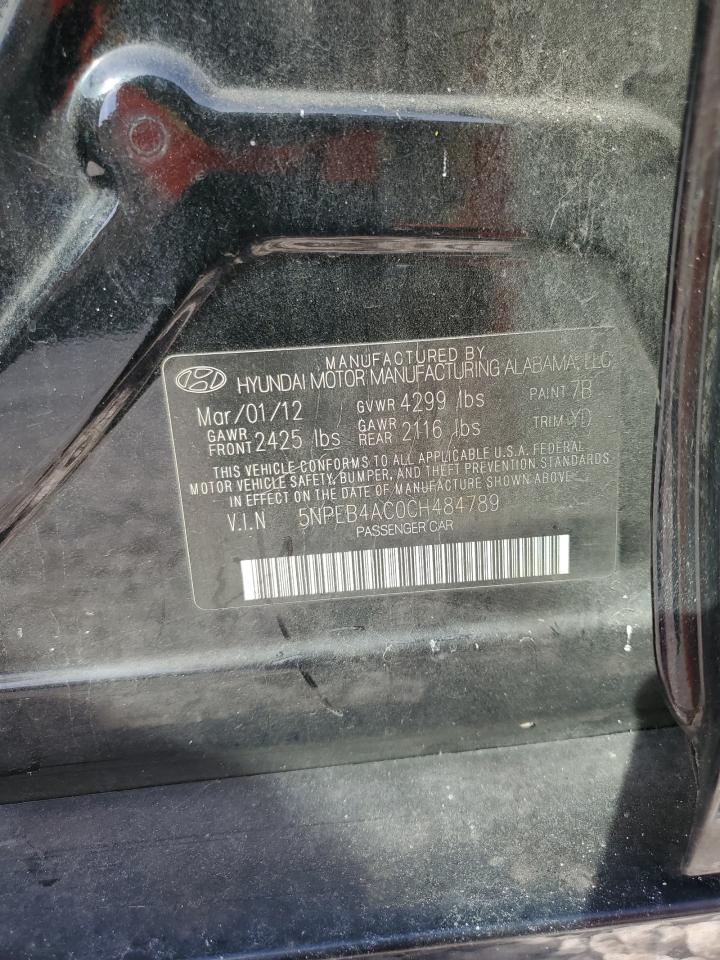 MANUFACTURED BY
HYUNDAI MOTOR MANUFACTURING ALABAMA, LLC
Mar/01/12 GVWR 4299 lbs PAINT 7B
GAWR FRONT 2425 lbs GAWR REAR 2116 lbs TRIM YD
THIS VEHICLE CONFORMS TO ALL APPLICABLE U.S.A. FEDERAL
MOTOR VEHICLE SAFETY, BUMPER, AND THEFT PREVENTION STANDARDS
IN EFFECT ON THE DATE OF MANUFACTURE SHOWN ABOVE.
V.I.N 5NPEB4AC0CH484789
PASSENGER CAR